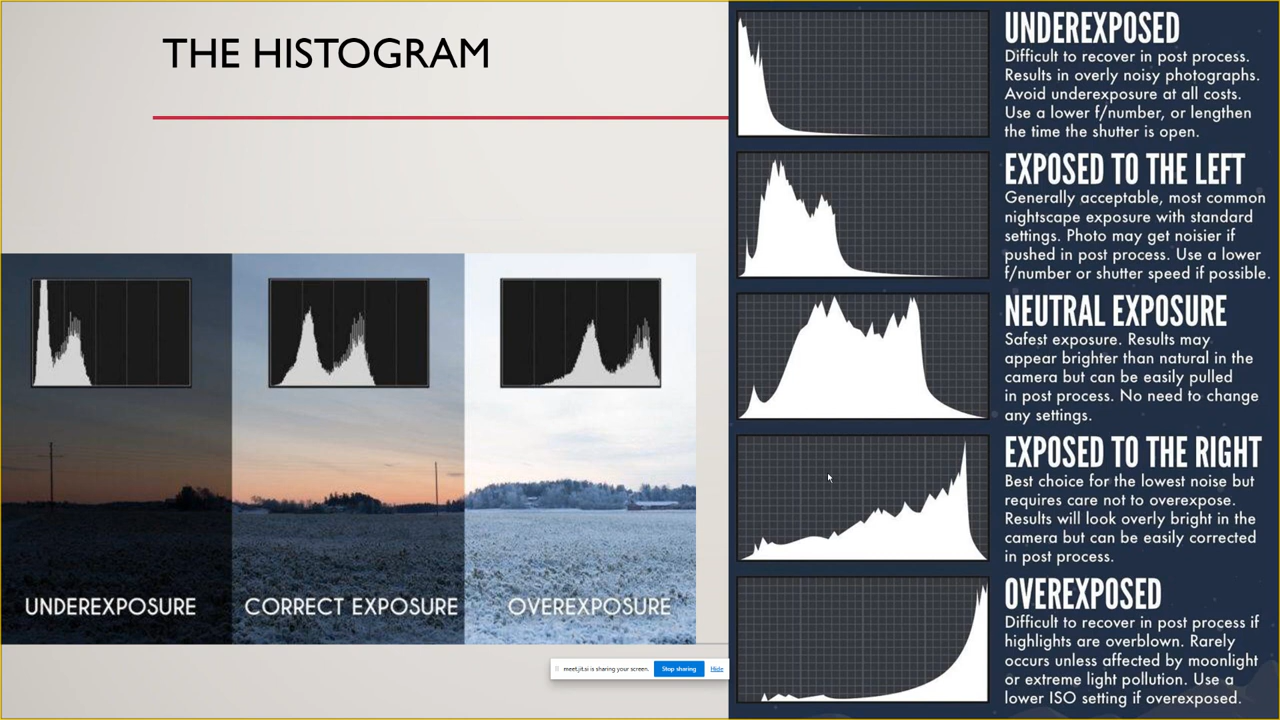 THE HISTOGRAM
UNDEREXPOSURE
CORRECT EXPOSURE
OVEREXPOSURE
meet.jit.si is sharing your screen.
Stop sharing
Hide
UNDEREXPOSED
Difficult to recover in post process.
Results in overly noisy photographs.
Avoid underexposure at all costs.
Use a lower f/number, or lengthen
the time the shutter is open.
EXPOSED TO THE LEFT
Generally acceptable, most common
nightscape exposure with standard
settings. Photo may get noisier if
pushed in post process. Use a lower
f/number or shutter speed if possible.
NEUTRAL EXPOSURE
Safest exposure. Results may
appear brighter than natural in the
camera but can be easily pulled
in post process. No need to change
any settings.
EXPOSED TO THE RIGHT
Best choice for the lowest noise but
requires care not to overexpose.
Results will look overly bright in the
camera but can be easily corrected
in post process.
OVEREXPOSED
Difficult to recover in post process if
highlights are overblown. Rarely
occurs unless affected by moonlight
or extreme light pollution. Use a
lower ISO setting if overexposed.